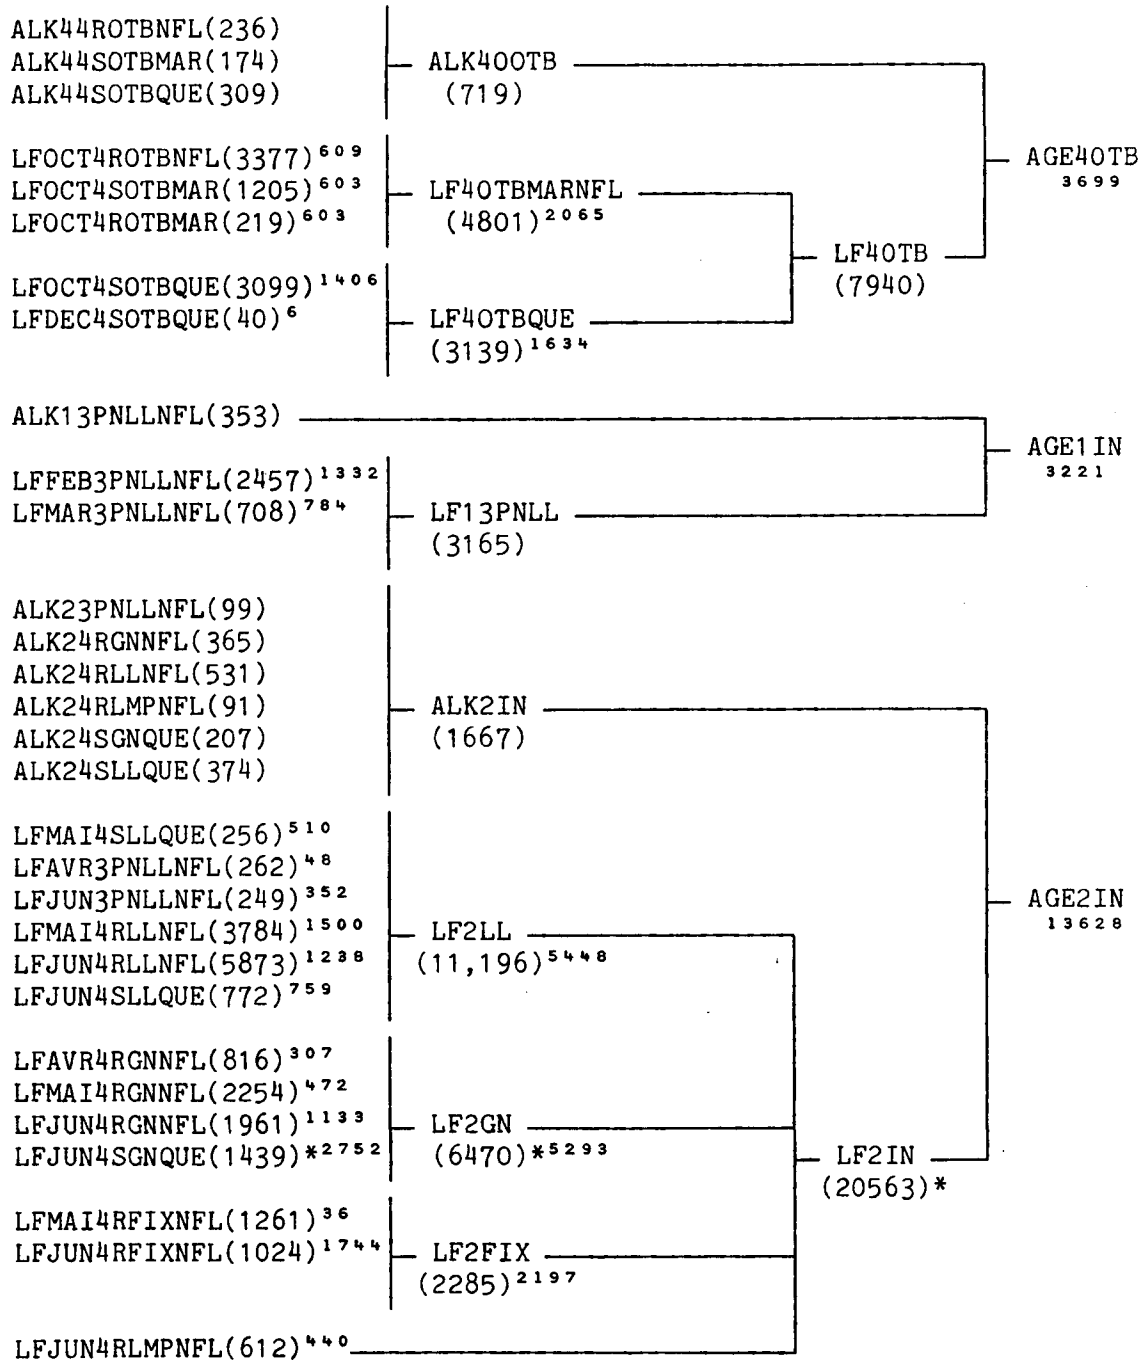 ALK44ROTBNFL(236)
ALK44SOTBMAR(174)
ALK44SOTBQUE(309)
ALK4OOTB
(719)
LFOCT4ROTBNFL(3377)⁶⁰⁹
LFOCT4SOTBMAR(1205)⁶⁰³
LFOCT4ROTBMAR(219)⁶⁰³
LF4OTBMARNFL
(4801)²⁰⁶⁵
LFOCT4SOTBQUE(3099)¹⁴⁰⁶
LFDEC4SOTBQUE(40)⁶
LF4OTBQUE
(3139)¹⁶³⁴
LF4OTB
(7940)
AGE4OTB
3699
ALK13PNLLNFL(353)
LFFEB3PNLLNFL(2457)¹³³²
LFMAR3PNLLNFL(708)⁷⁸⁴
LF13PNLL
(3165)
AGE1IN
3221
ALK23PNLLNFL(99)
ALK24RGNNFL(365)
ALK24RLLNFL(531)
ALK24RLMPNFL(91)
ALK24SGNQUE(207)
ALK24SLLQUE(374)
ALK2IN
(1667)
LFMAI4SLLQUE(256)⁵¹⁰
LFAVR3PNLLNFL(262)⁴⁸
LFJUN3PNLLNFL(249)³⁵²
LFMAI4RLLNFL(3784)¹⁵⁰⁰
LFJUN4RLLNFL(5873)¹²³⁸
LFJUN4SLLQUE(772)⁷⁵⁹
LF2LL
(11,196)⁵⁴⁴⁸
LFAVR4RGNNFL(816)³⁰⁷
LFMAI4RGNNFL(2254)⁴⁷²
LFJUN4RGNNFL(1961)¹¹³³
LFJUN4SGNQUE(1439)*²⁷⁵²
LF2GN
(6470)*⁵²⁹³
LFMAI4RFIXNFL(1261)³⁶
LFJUN4RFIXNFL(1024)¹⁷⁴⁴
LF2FIX
(2285)²¹⁹⁷
LFJUN4RLMPNFL(612)⁴⁴⁰
LF2IN
(20563)*
AGE2IN
13628